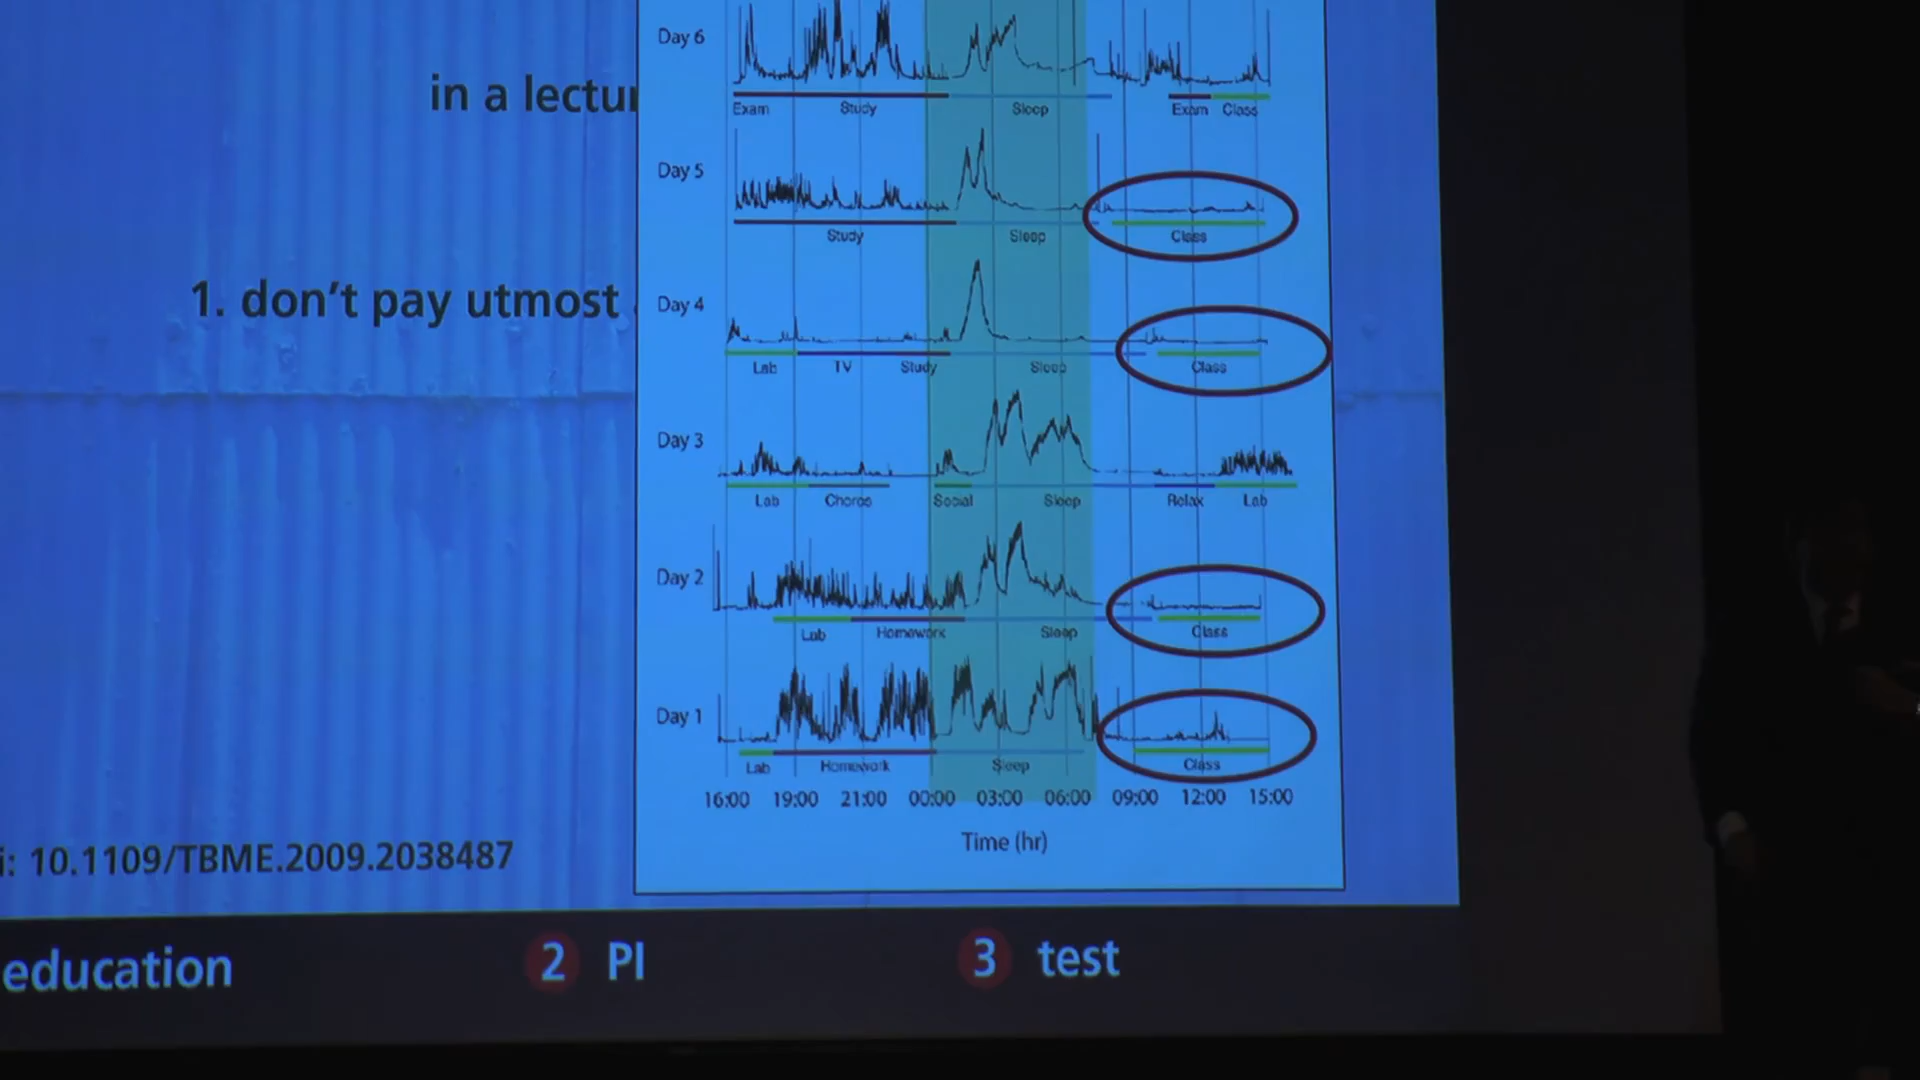 in a lectu
1. don't pay utmost
i: 10.1109/TBME.2009.2038487
Day 6
Exam Study Sleep Exam Class
Day 5
Study Sleep Class
Day 4
Lab TV Study Sleep Class
Day 3
Lab Chores Social Sleep Relax Lab
Day 2
Lab Homework Sleep Class
Day 1
Lab Homework Sleep Class
16:00 19:00 21:00 00:00 03:00 06:00 09:00 12:00 15:00
Time (hr)
education 2 PI 3 test